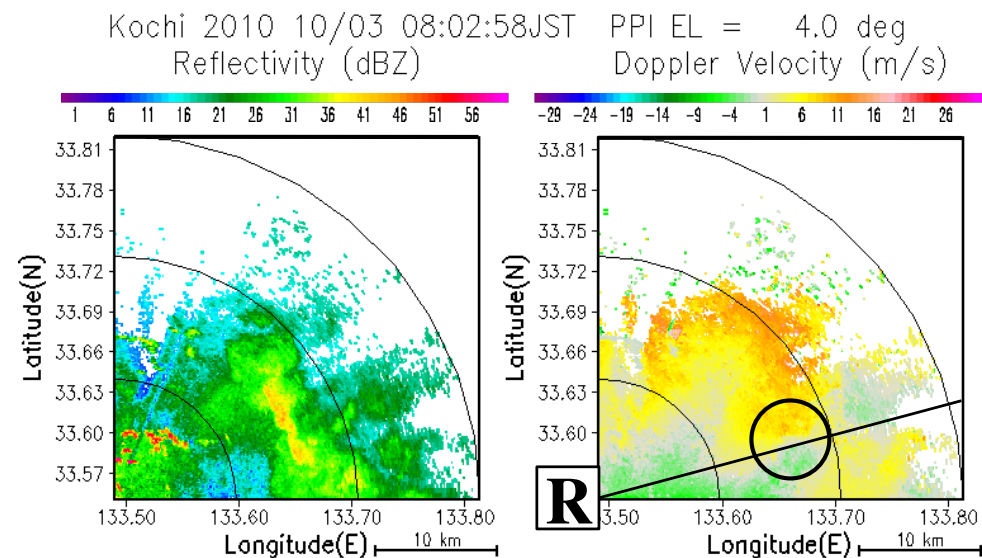 Kochi 2010 10/03 08:02:58JST PPI EL = 4.0 deg
Reflectivity (dBZ)
Doppler Velocity (m/s)
1 6 11 16 21 26 31 36 41 46 51 56
-29 -24 -19 -14 -9 -4 1 6 11 16 21 26
Latitude(N)
33.81
33.78
33.75
33.72
33.69
33.66
33.63
33.60
33.57
133.50 133.60 133.70 133.80
Longitude(E)
10 km
Latitude(N)
33.81
33.78
33.75
33.72
33.69
33.66
33.63
33.60
R
133.50 133.60 133.70 133.80
Longitude(E)
10 km